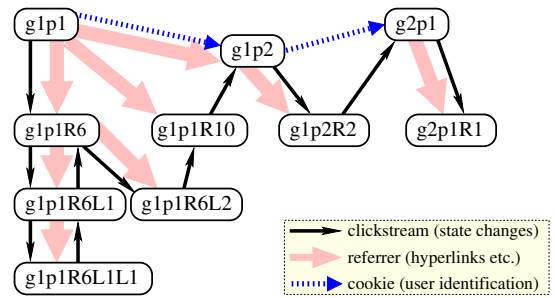 g1p1
g2p1
g1p2
g1p1R6
g1p1R10
g1p2R2
g2p1R1
g1p1R6L1
g1p1R6L2
g1p1R6L1L1
clickstream (state changes)
referrer (hyperlinks etc.)
cookie (user identification)